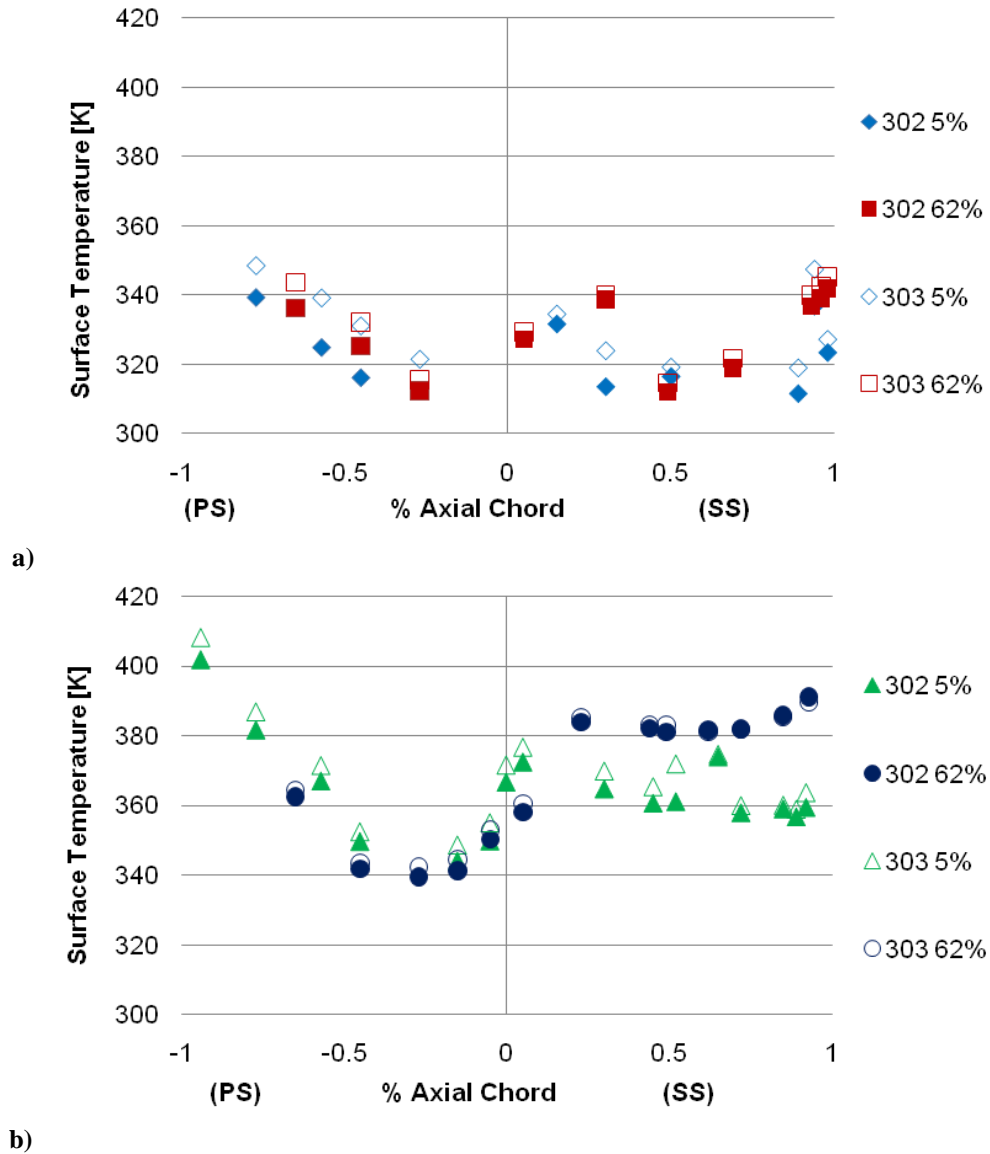 420
400
380
360
340
320
300
Surface Temperature [K]
-1 -0.5 0 0.5 1
(PS) % Axial Chord (SS)
302 5%
302 62%
303 5%
303 62%
a)
420
400
380
360
340
320
300
Surface Temperature [K]
-1 -0.5 0 0.5 1
(PS) % Axial Chord (SS)
302 5%
302 62%
303 5%
303 62%
b)